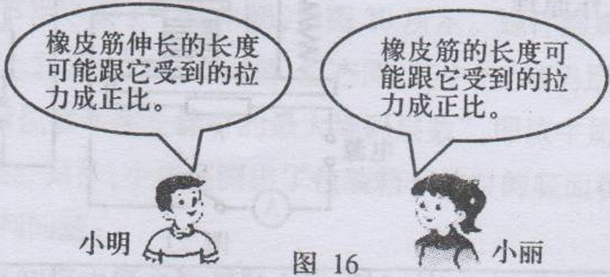 橡皮筋伸长的长度
可能跟它受到的拉
力成正比。
橡皮筋的长度可
能跟它受到的拉
力成正比。
小明
图 16
小丽